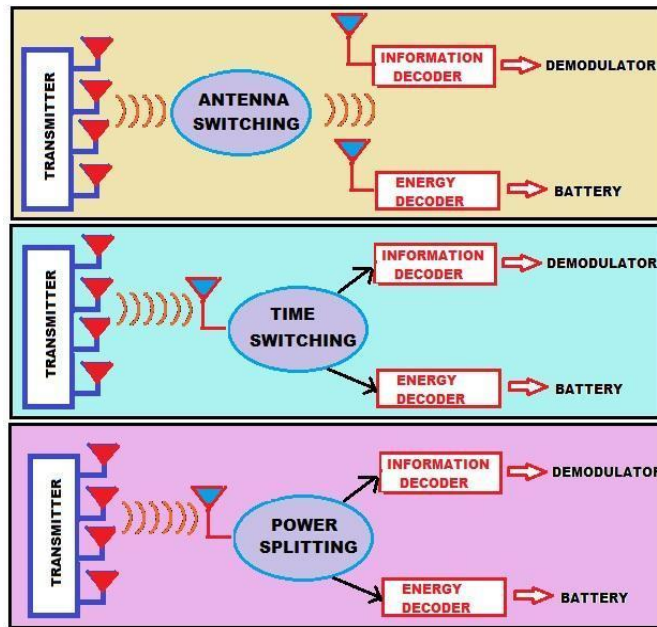 TRANSMITTER
ANTENNA
SWITCHING
INFORMATION
DECODER
DEMODULATOR
ENERGY
DECODER
BATTERY
TRANSMITTER
TIME
SWITCHING
INFORMATION
DECODER
DEMODULATOR
ENERGY
DECODER
BATTERY
TRANSMITTER
POWER
SPLITTING
INFORMATION
DECODER
DEMODULATOR
ENERGY
DECODER
BATTERY